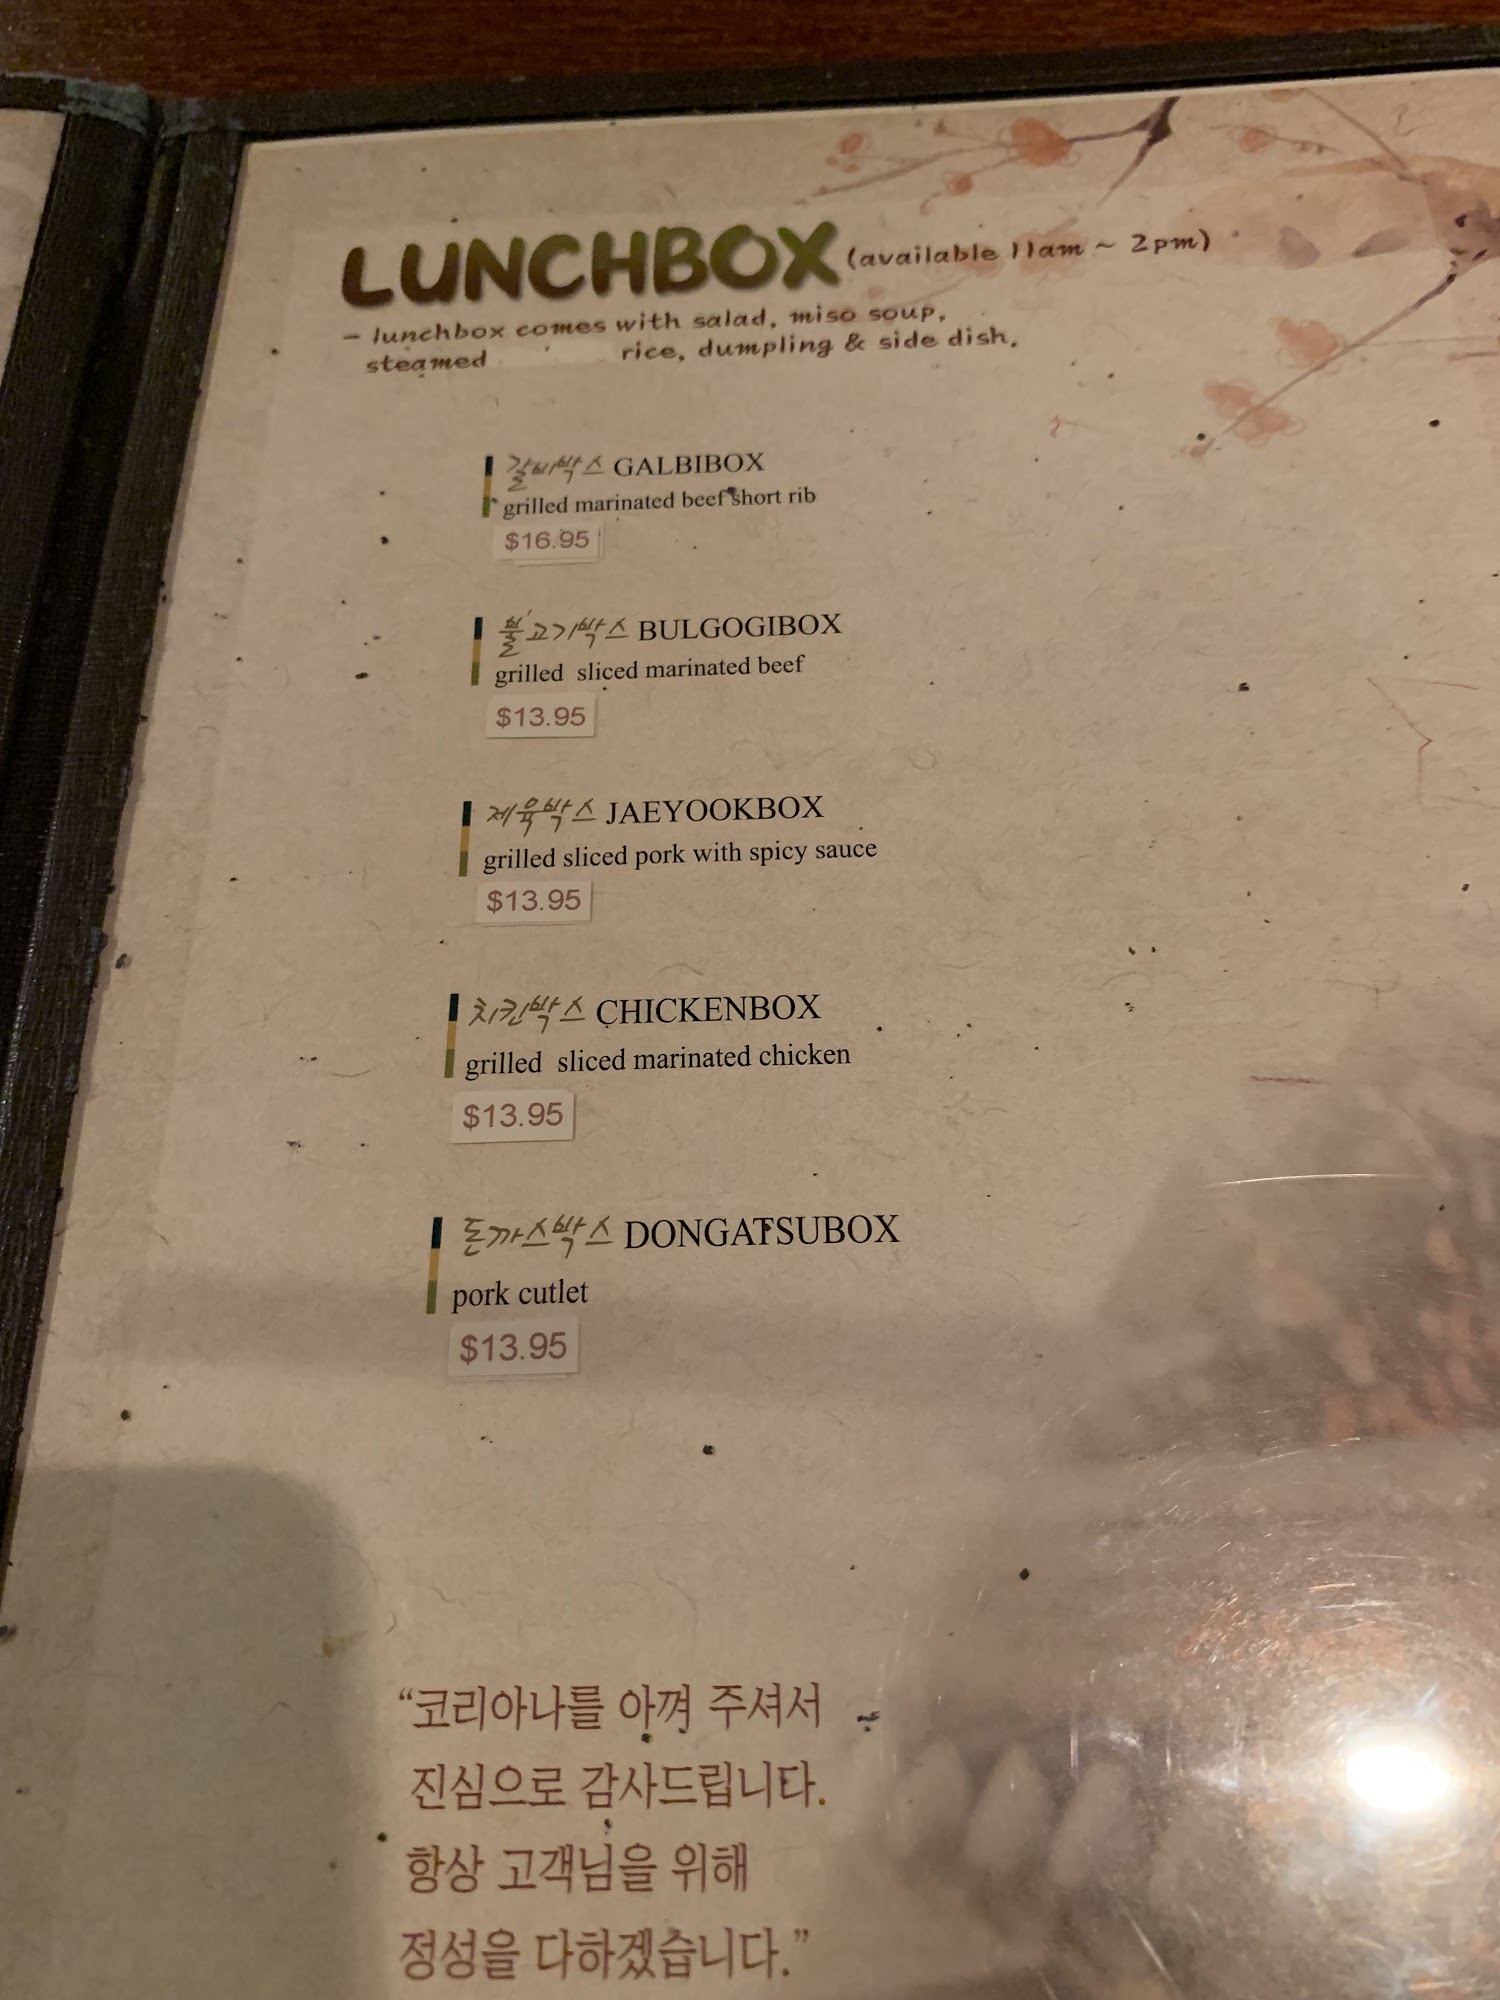 LUNCHBOX (available 11am ~ 2pm)
- lunchbox comes with salad, miso soup,
steamed rice, dumpling & side dish.
갈비박스 GALBIBOX
grilled marinated beef short rib
$16.95
불고기박스 BULGOGIBOX
grilled sliced marinated beef
$13.95
제육박스 JAEYOOKBOX
grilled sliced pork with spicy sauce
$13.95
치킨박스 CHICKENBOX
grilled sliced marinated chicken
$13.95
돈까스박스 DONGATSUBOX
pork cutlet
$13.95
“코리아나를 아껴 주셔서
진심으로 감사드립니다.
항상 고객님을 위해
정성을 다하겠습니다.”